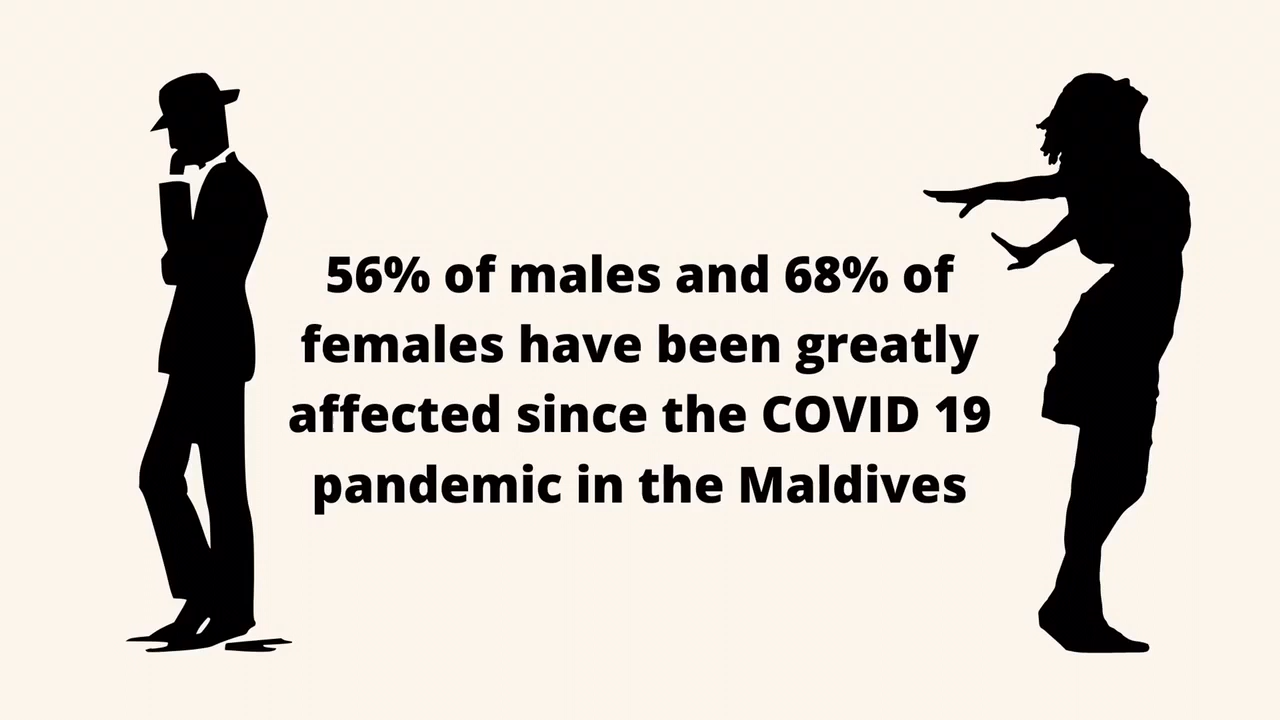 56% of males and 68% of
females have been greatly
affected since the COVID 19
pandemic in the Maldives